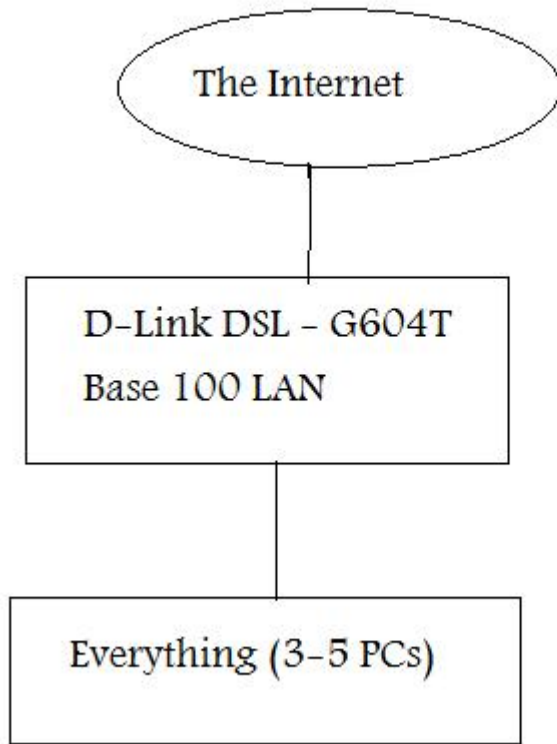 The Internet
D-Link DSL - G604T
Base 100 LAN
Everything (3-5 PCs)